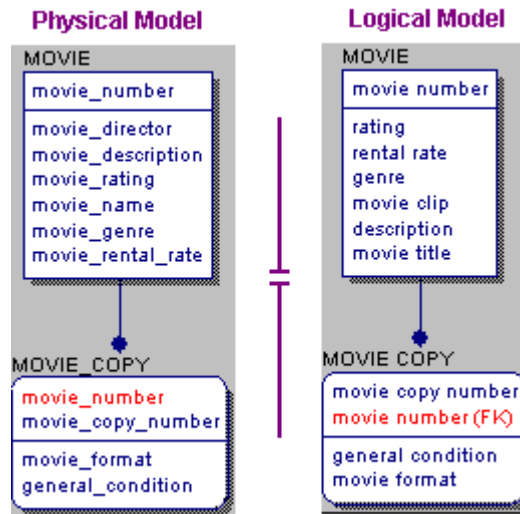 Physical Model
MOVIE
movie_number
movie_director
movie_description
movie_rating
movie_name
movie_genre
movie_rental_rate
MOVIE_COPY
movie_number
movie_copy_number
movie_format
general_condition
Logical Model
MOVIE
movie number
rating
rental rate
genre
movie clip
description
movie title
MOVIE COPY
movie copy number
movie number (FK)
general condition
movie format